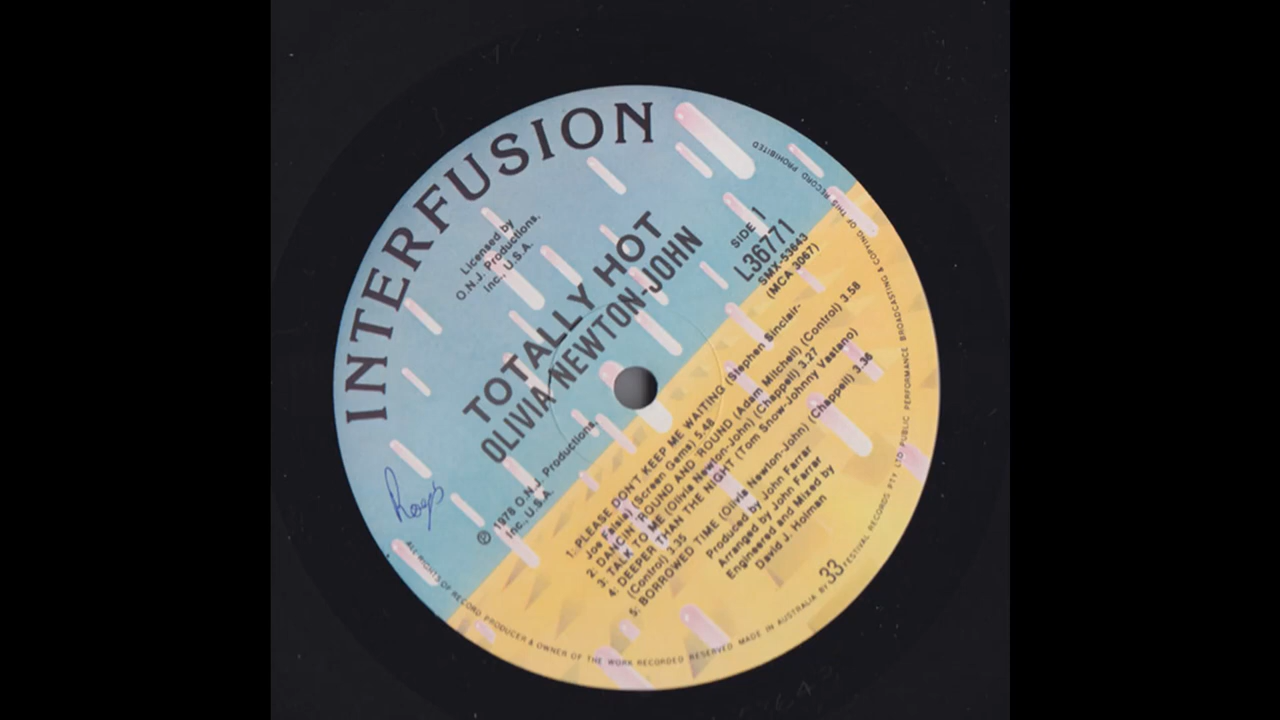 INTERFUSION
Licensed by
O.N.J. Productions.
Inc., U.S.A.
TOTALLY HOT
OLIVIA NEWTON-JOHN
SIDE 1
L36771
SMX-53643
(MCA 3067)
℗ 1978 O.N.J. Productions,
Inc., U.S.A.
1: PLEASE DON'T KEEP ME WAITING (Stephen Sinclair-
Joe Falsia) (Screen Gems) 5.48
2: DANCIN' 'ROUND AND 'ROUND (Adam Mitchell) (Control) 3.58
3: TALK TO ME (Olivia Newton-John) (Chappell) 3.27
4: DEEPER THAN THE NIGHT (Tom Snow-Johnny Vastano)
(Control) 3.35
5: BORROWED TIME (Olivia Newton-John) (Chappell) 3.36
Produced by John Farrar
Arranged by John Farrar
Engineered and Mixed by
David J. Holman
33
ALL RIGHTS OF RECORD PRODUCER & OWNER OF THE WORK RECORDED RESERVED MADE IN AUSTRALIA BY FESTIVAL RECORDS PTY LTD PUBLIC PERFORMANCE BROADCASTING & COPYING OF THIS RECORD PROHIBITED